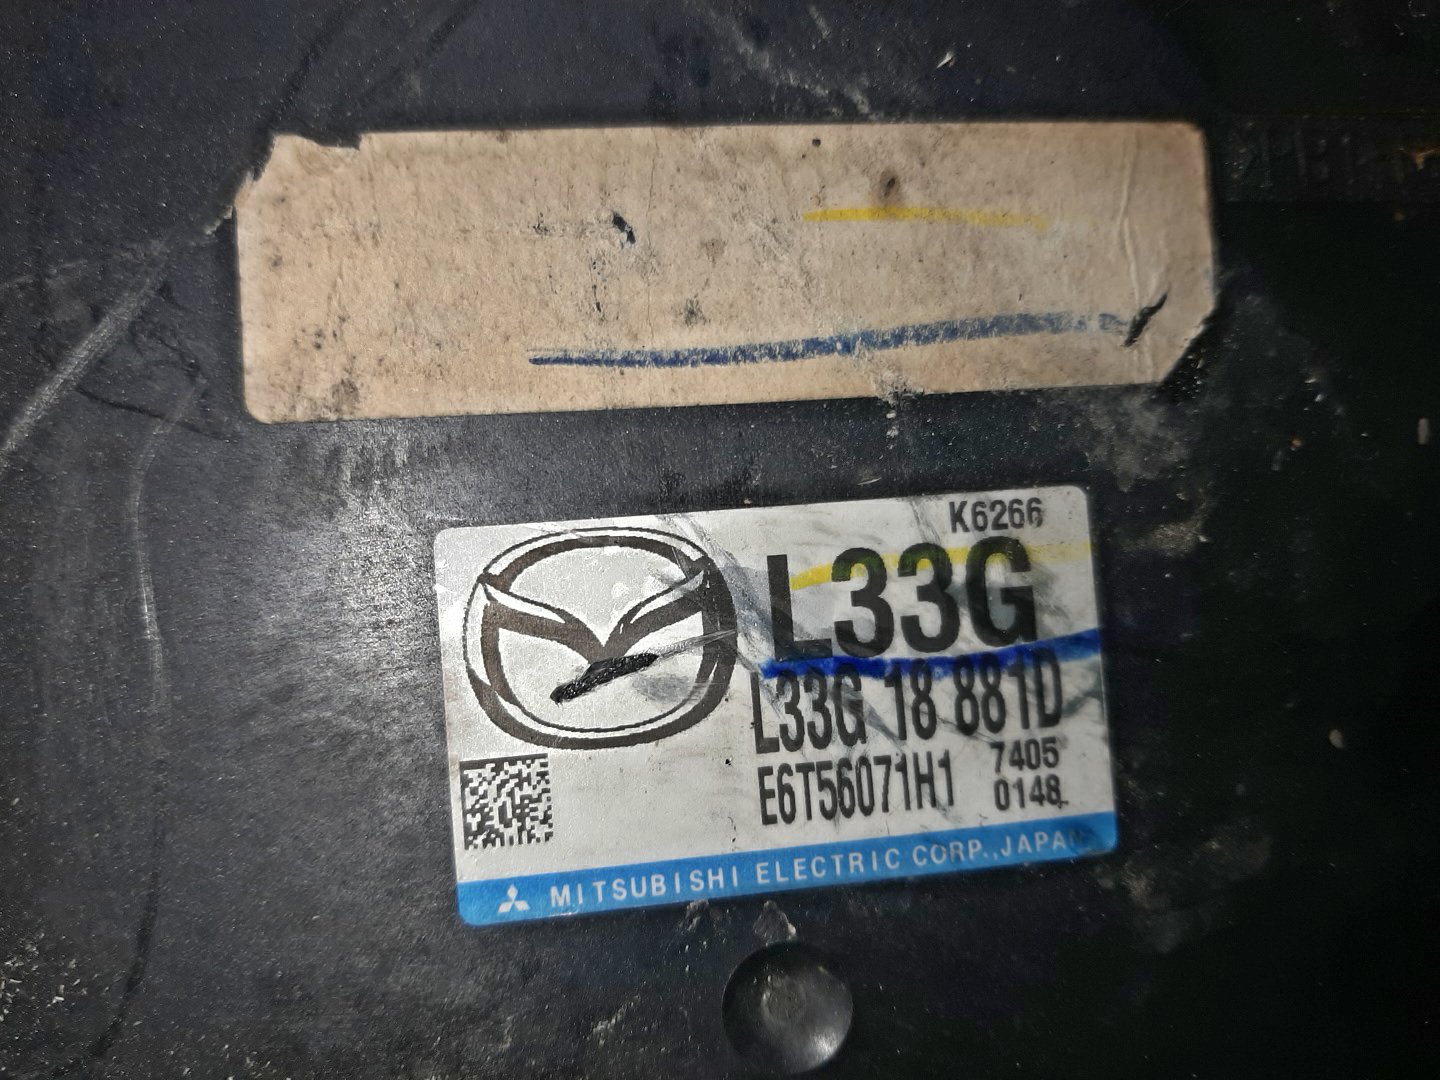 K6266
L33G
L33G 18 881D
E6T56071H1 7405
0148
MITSUBISHI ELECTRIC CORP., JAPAN